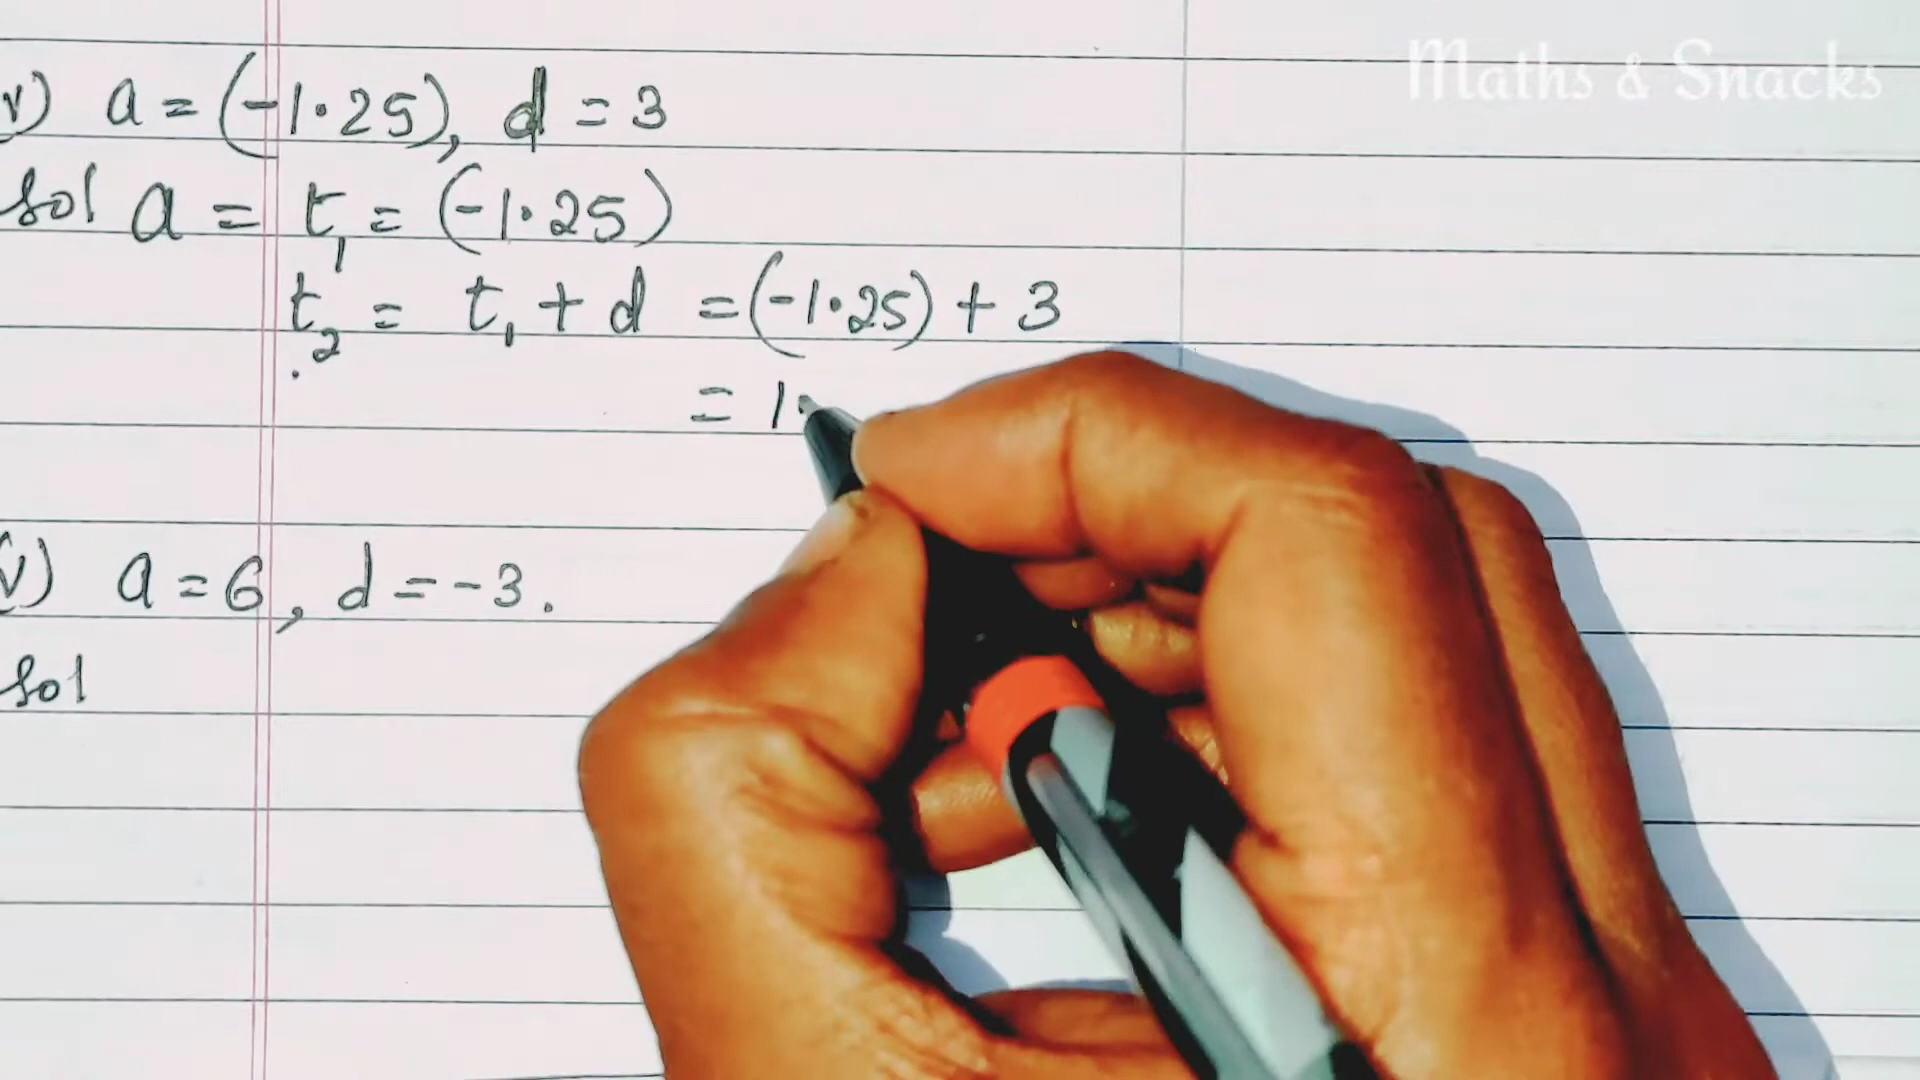 Maths & Snacks
v) a = (-1.25), d = 3
sol a = t₁ = (-1.25)
t₂ = t₁ + d = (-1.25) + 3
= 1.
v) a = 6, d = -3.
sol